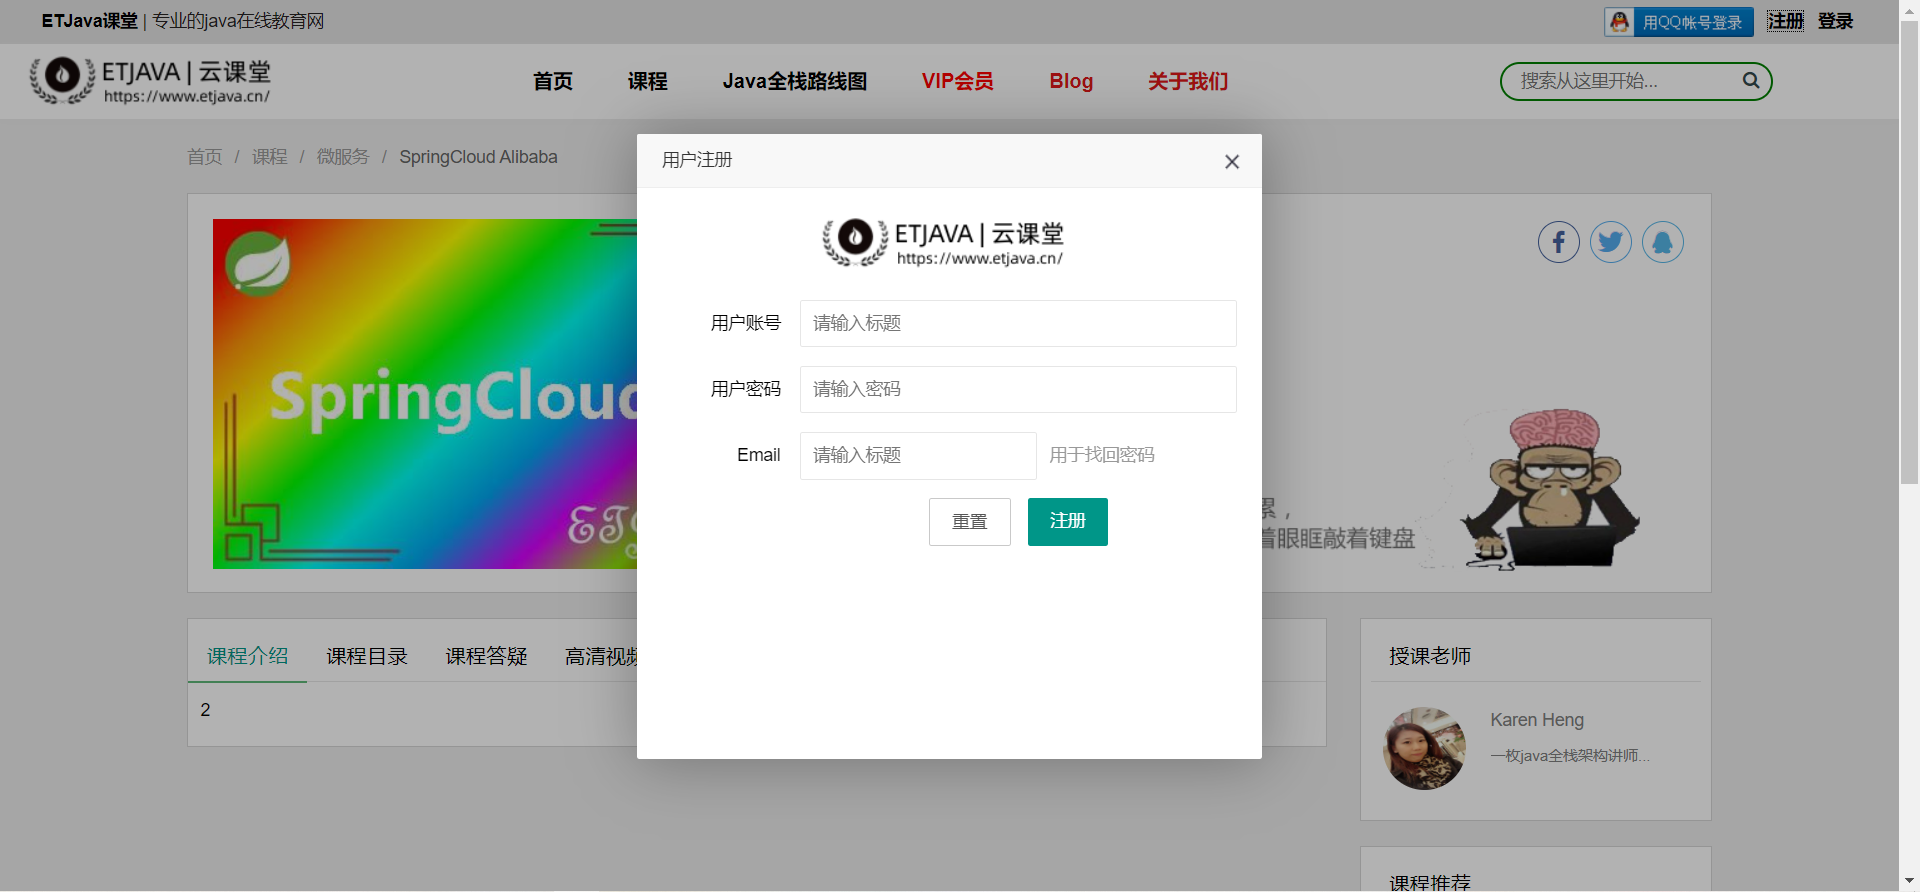 ETJava课堂 | 专业的java在线教育网
用QQ帐号登录
注册
登录
ETJAVA | 云课堂
https://www.etjava.cn/
首页
课程
Java全栈路线图
VIP会员
Blog
关于我们
搜索从这里开始...
首页 / 课程 / 微服务 / SpringCloud Alibaba
用户注册
ETJAVA | 云课堂
https://www.etjava.cn/
用户账号
请输入标题
用户密码
请输入密码
Email
请输入标题
用于找回密码
重置
注册
SpringCloud
累，
着眼眶敲着键盘
课程介绍
课程目录
课程答疑
高清视频
2
授课老师
Karen Heng
一枚java全栈架构讲师...
课程推荐